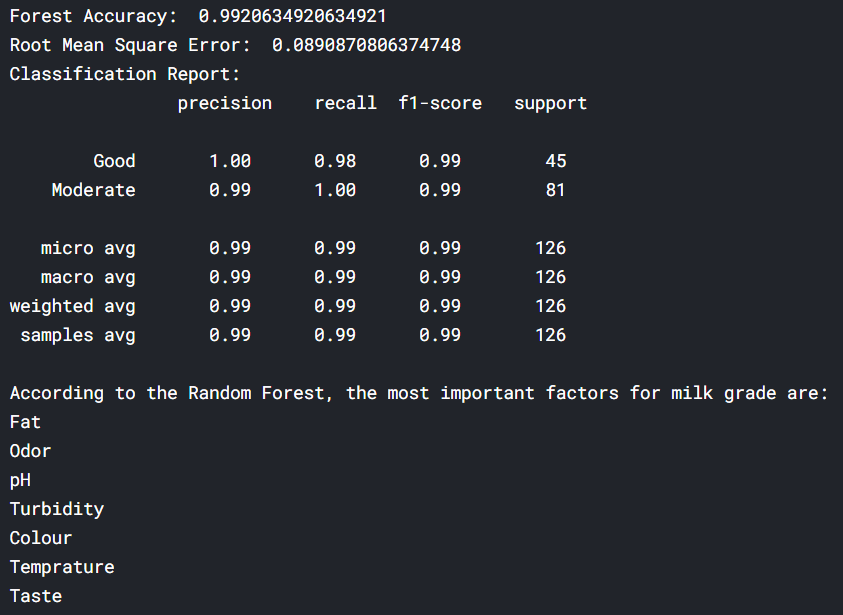 Forest Accuracy:  0.9920634920634921
Root Mean Square Error:  0.0890870806374748
Classification Report:
                precision    recall  f1-score   support

        Good       1.00      0.98      0.99        45
    Moderate       0.99      1.00      0.99        81

   micro avg       0.99      0.99      0.99       126
   macro avg       0.99      0.99      0.99       126
weighted avg       0.99      0.99      0.99       126
 samples avg       0.99      0.99      0.99       126

According to the Random Forest, the most important factors for milk grade are:
Fat
Odor
pH
Turbidity
Colour
Temprature
Taste